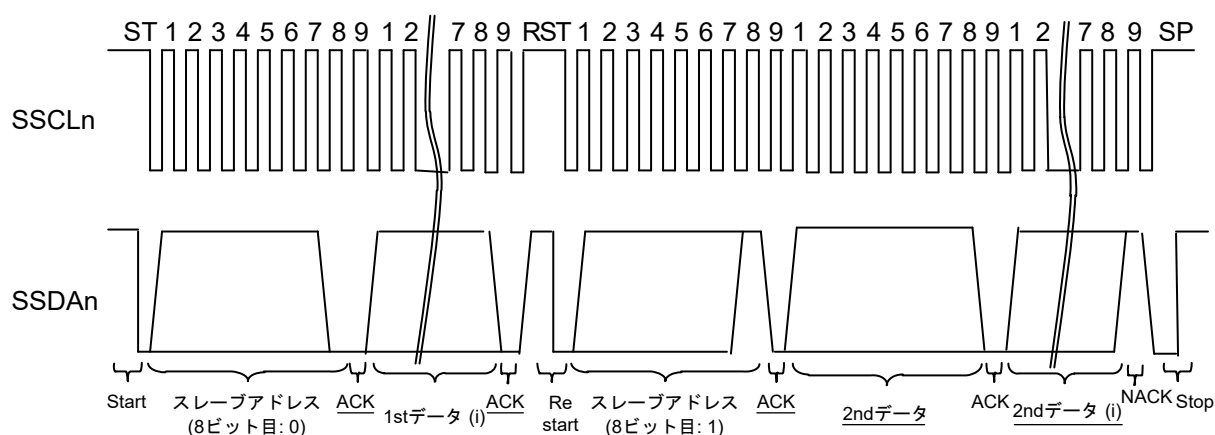 ST 1 2 3 4 5 6 7 8 9 1 2 7 8 9 RST 1 2 3 4 5 6 7 8 9 1 2 3 4 5 6 7 8 9 1 2 7 8 9 SP
SSCLn
SSDAn
Start
スレーブアドレス
(8ビット目: 0)
ACK
1stデータ (i)
ACK
Re
start
スレーブアドレス
(8ビット目: 1)
ACK
2ndデータ
ACK
2ndデータ (i)
NACK
Stop